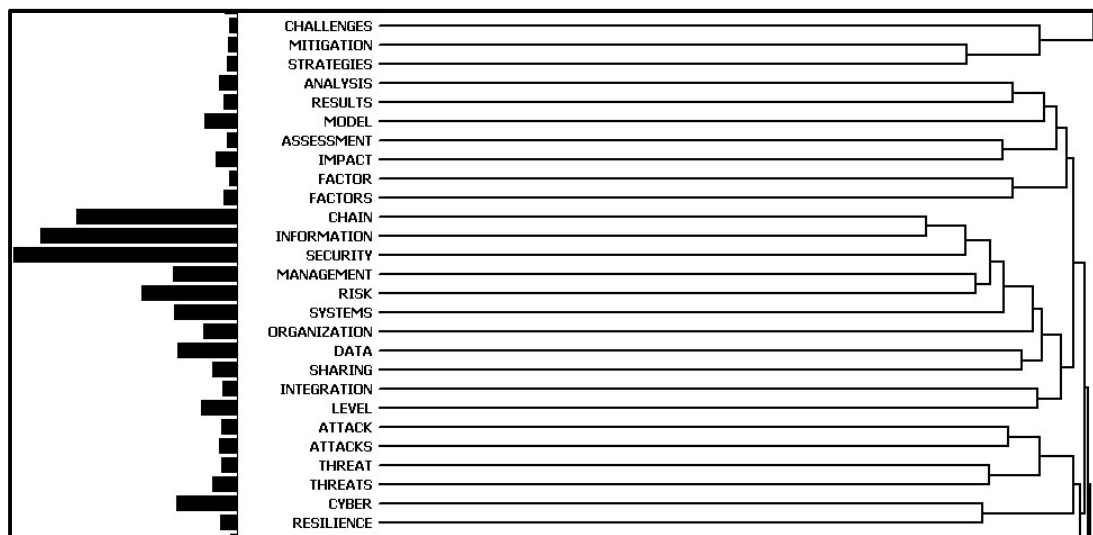 CHALLENGES
MITIGATION
STRATEGIES
ANALYSIS
RESULTS
MODEL
ASSESSMENT
IMPACT
FACTOR
FACTORS
CHAIN
INFORMATION
SECURITY
MANAGEMENT
RISK
SYSTEMS
ORGANIZATION
DATA
SHARING
INTEGRATION
LEVEL
ATTACK
ATTACKS
THREAT
THREATS
CYBER
RESILIENCE